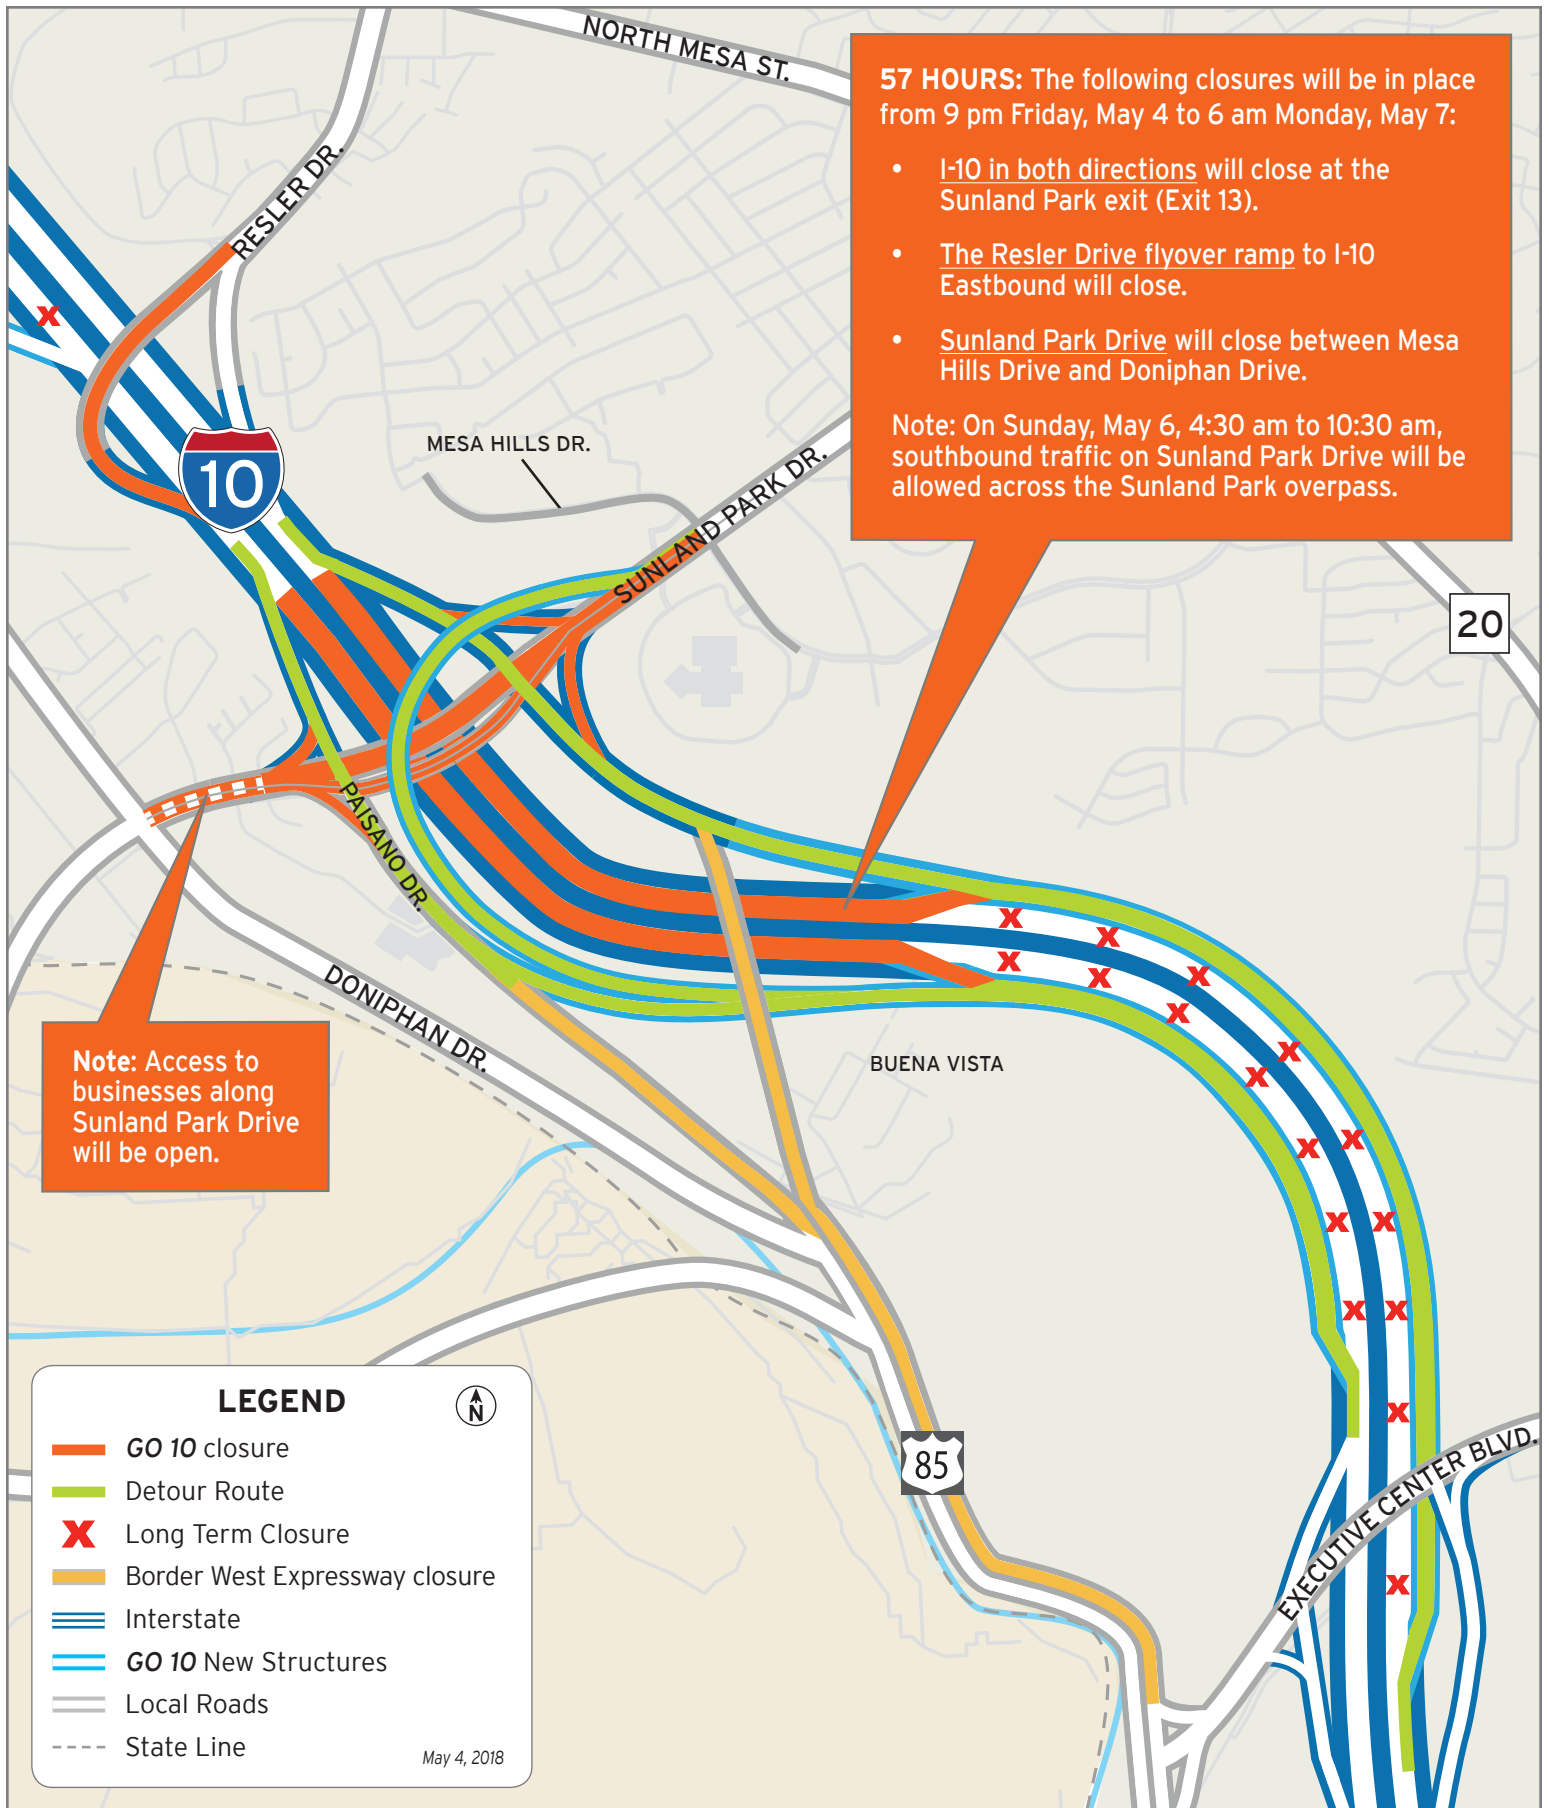 NORTH MESA ST.
57 HOURS: The following closures will be in place
from 9 pm Friday, May 4 to 6 am Monday, May 7:
• I-10 in both directions will close at the
Sunland Park exit (Exit 13).
• The Resler Drive flyover ramp to I-10
Eastbound will close.
• Sunland Park Drive will close between Mesa
Hills Drive and Doniphan Drive.
Note: On Sunday, May 6, 4:30 am to 10:30 am,
southbound traffic on Sunland Park Drive will be
allowed across the Sunland Park overpass.
RESLER DR.
10
MESA HILLS DR.
SUNLAND PARK DR.
20
PAISANO DR.
DONIPHAN DR.
BUENA VISTA
Note: Access to
businesses along
Sunland Park Drive
will be open.
85
EXECUTIVE CENTER BLVD.
LEGEND
N
GO 10 closure
Detour Route
X Long Term Closure
Border West Expressway closure
Interstate
GO 10 New Structures
Local Roads
State Line
May 4, 2018